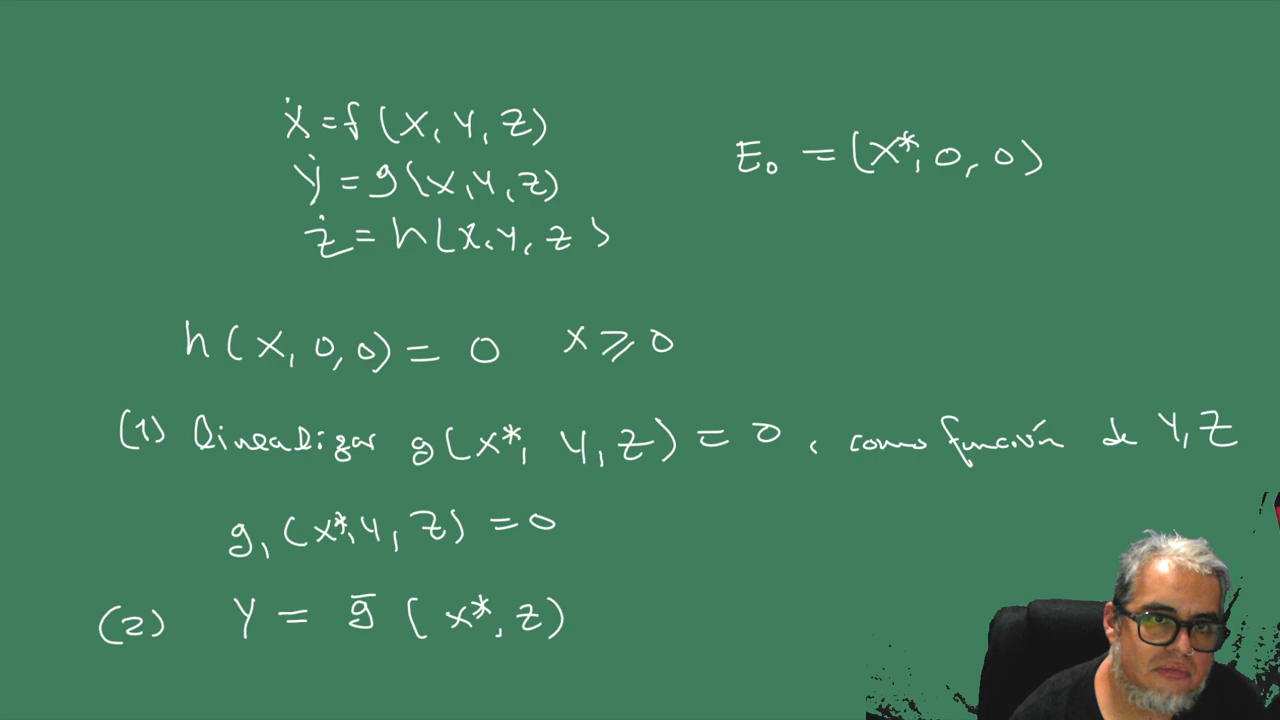 Ẋ = f(X, Y, Z)
Ẏ = g(X, Y, Z)
Ż = h(X, Y, Z)
E₀ = (X*, 0, 0)
h(X, 0, 0) = 0 X ≥ 0
(1) Linealizar g(X*, Y, Z) = 0, como función de Y, Z
g₁(X*, Y, Z) = 0
(2) Y = g̅(X*, Z)